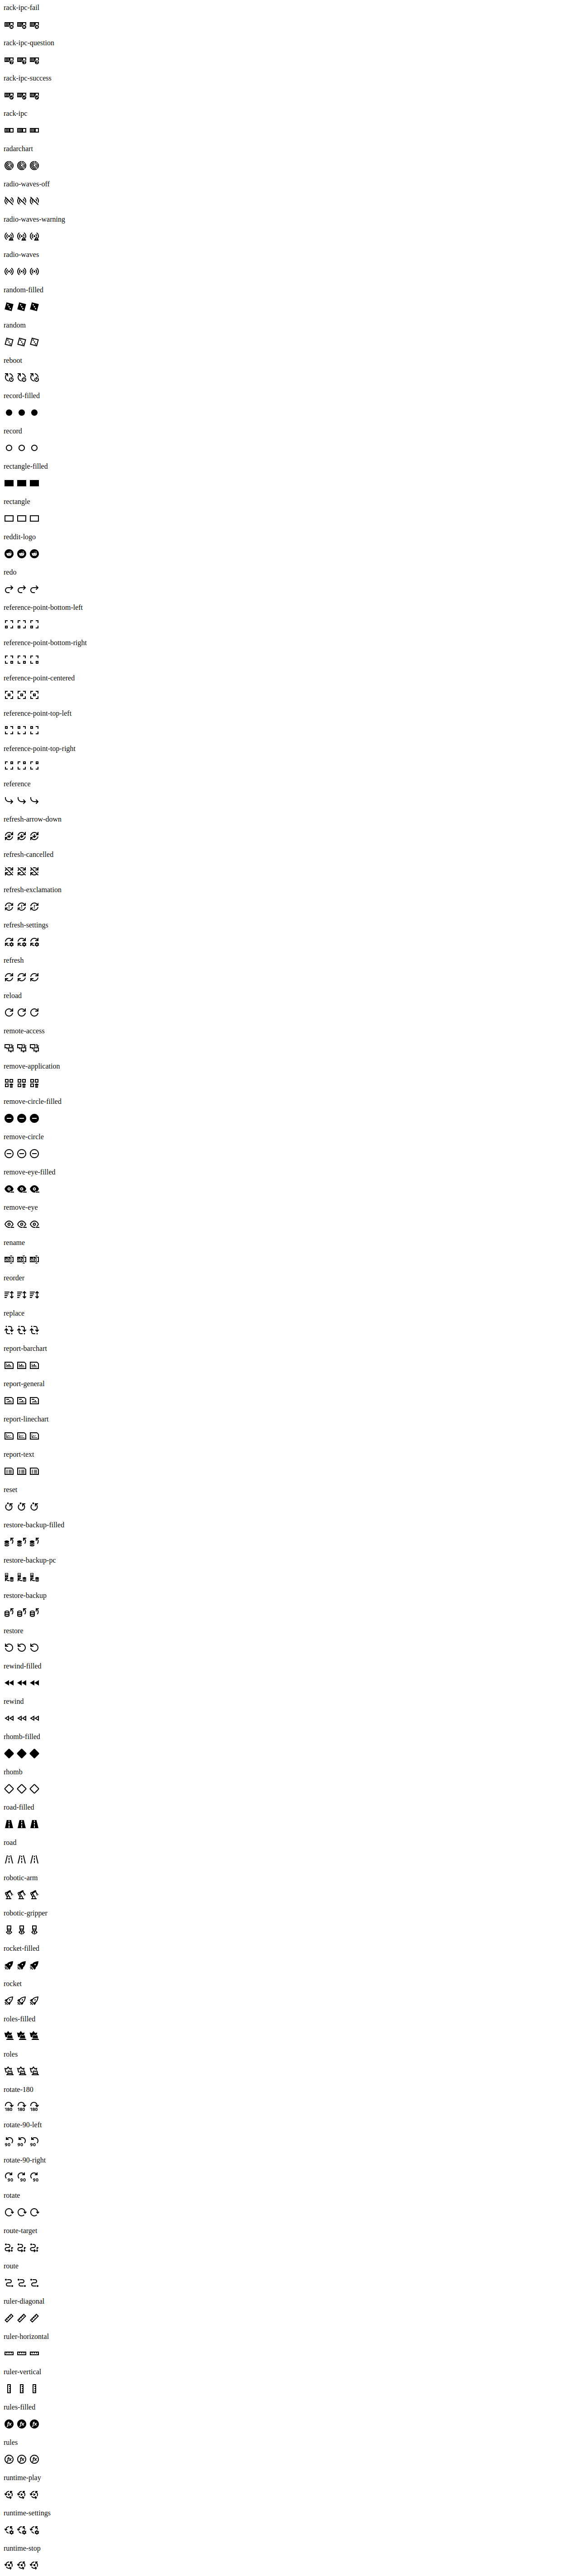 rack-ipc-fail
rack-ipc-question
rack-ipc-success
rack-ipc
radarchart
radio-waves-off
radio-waves-warning
radio-waves
random-filled
random
reboot
record-filled
record
rectangle-filled
rectangle
reddit-logo
redo
reference-point-bottom-left
reference-point-bottom-right
reference-point-centered
reference-point-top-left
reference-point-top-right
reference
refresh-arrow-down
refresh-cancelled
refresh-exclamation
refresh-settings
refresh
reload
remote-access
remove-application
remove-circle-filled
remove-circle
remove-eye-filled
remove-eye
rename
reorder
replace
report-barchart
report-general
report-linechart
report-text
reset
restore-backup-filled
restore-backup-pc
restore-backup
restore
rewind-filled
rewind
rhomb-filled
rhomb
road-filled
road
robotic-arm
robotic-gripper
rocket-filled
rocket
roles-filled
roles
rotate-180
180 180 180
rotate-90-left
90 90 90
rotate-90-right
90 90 90
rotate
route-target
route
ruler-diagonal
ruler-horizontal
ruler-vertical
rules-filled
fx fx fx
rules
fx fx fx
runtime-play
runtime-settings
runtime-stop